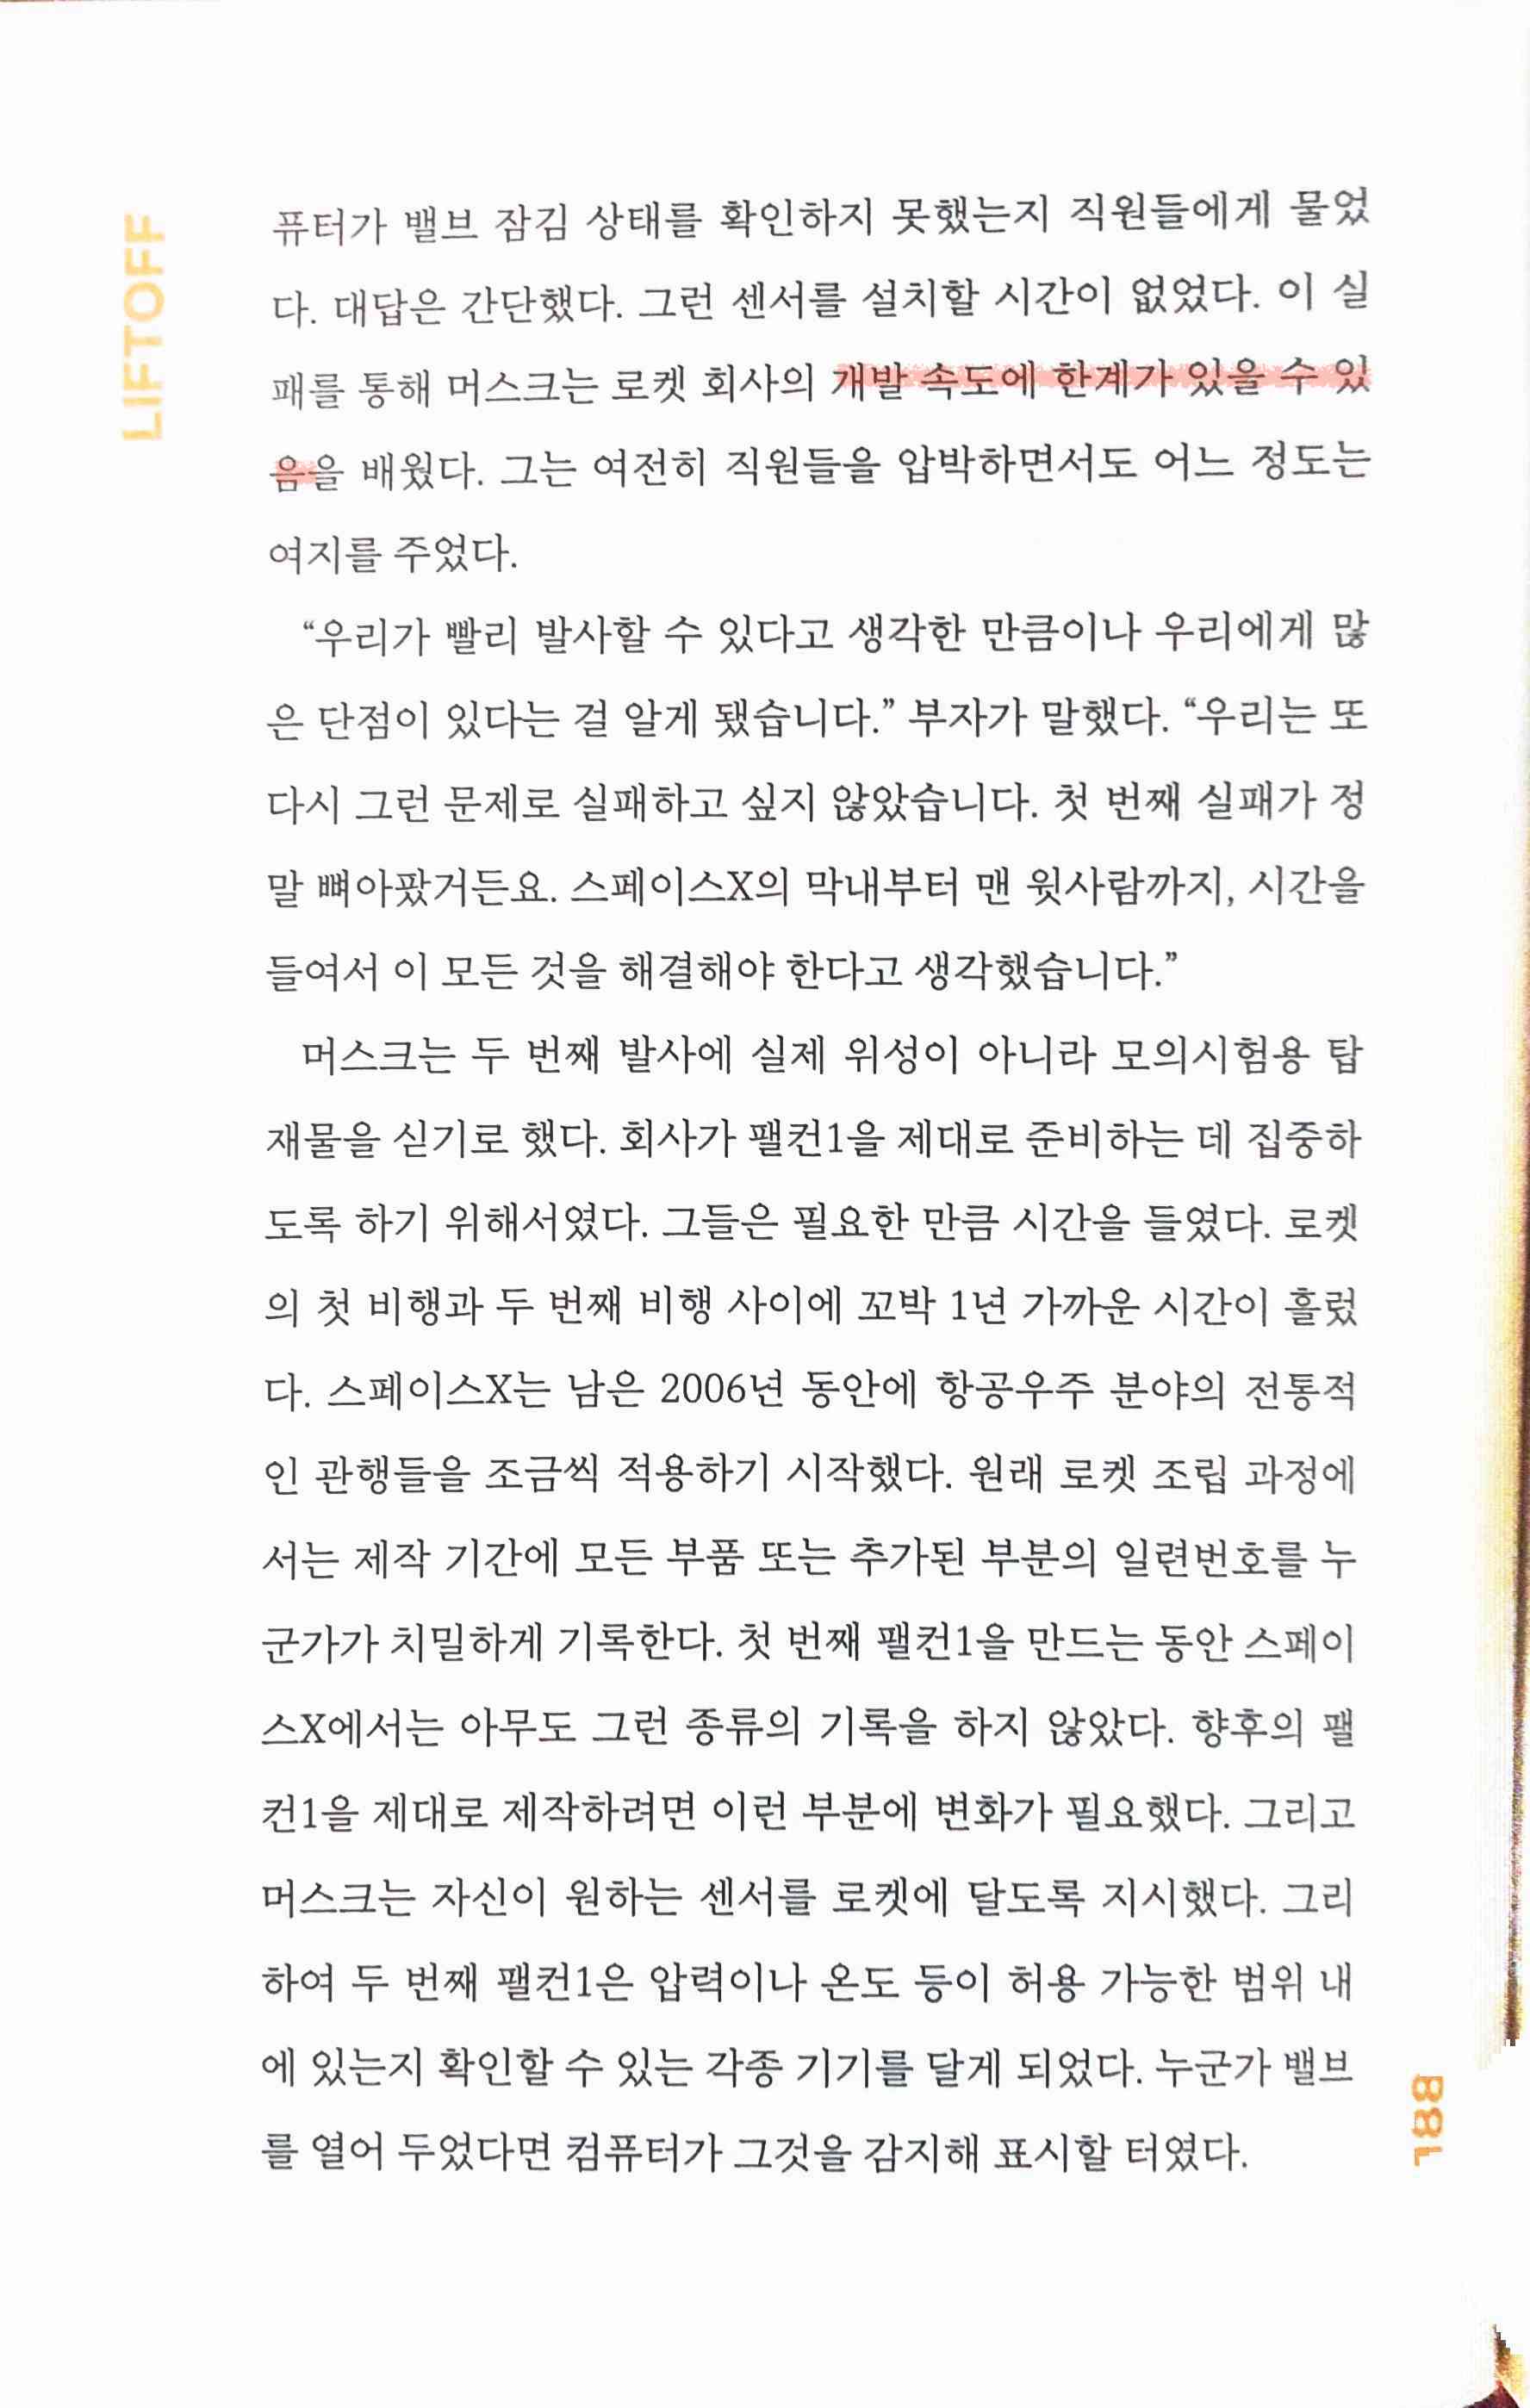 LIFTOFF
퓨터가 밸브 잠김 상태를 확인하지 못했는지 직원들에게 물었
다. 대답은 간단했다. 그런 센서를 설치할 시간이 없었다. 이 실
패를 통해 머스크는 로켓 회사의 개발 속도에 한계가 있을 수 있
음을 배웠다. 그는 여전히 직원들을 압박하면서도 어느 정도는
여지를 주었다.
“우리가 빨리 발사할 수 있다고 생각한 만큼이나 우리에게 많
은 단점이 있다는 걸 알게 됐습니다.” 부자가 말했다. “우리는 또
다시 그런 문제로 실패하고 싶지 않았습니다. 첫 번째 실패가 정
말 뼈아팠거든요. 스페이스X의 막내부터 맨 윗사람까지, 시간을
들여서 이 모든 것을 해결해야 한다고 생각했습니다.”
머스크는 두 번째 발사에 실제 위성이 아니라 모의시험용 탑
재물을 싣기로 했다. 회사가 팰컨1을 제대로 준비하는 데 집중하
도록 하기 위해서였다. 그들은 필요한 만큼 시간을 들였다. 로켓
의 첫 비행과 두 번째 비행 사이에 꼬박 1년 가까운 시간이 흘렀
다. 스페이스X는 남은 2006년 동안에 항공우주 분야의 전통적
인 관행들을 조금씩 적용하기 시작했다. 원래 로켓 조립 과정에
서는 제작 기간에 모든 부품 또는 추가된 부분의 일련번호를 누
군가가 치밀하게 기록한다. 첫 번째 팰컨1을 만드는 동안 스페이
스X에서는 아무도 그런 종류의 기록을 하지 않았다. 향후의 팰
컨1을 제대로 제작하려면 이런 부분에 변화가 필요했다. 그리고
머스크는 자신이 원하는 센서를 로켓에 달도록 지시했다. 그리
하여 두 번째 팰컨1은 압력이나 온도 등이 허용 가능한 범위 내
에 있는지 확인할 수 있는 각종 기기를 달게 되었다. 누군가 밸브
를 열어 두었다면 컴퓨터가 그것을 감지해 표시할 터였다.
188